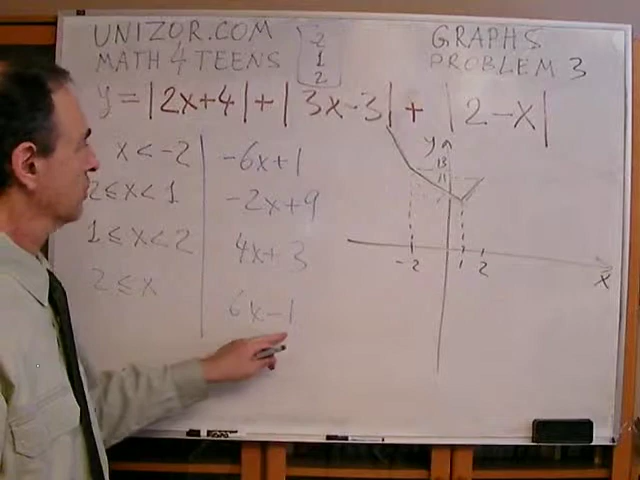 UNIZOR.COM
MATH 4 TEENS
-2
1
2
GRAPHS
PROBLEM 3
y = |2x+4| + |3x-3| + |2-x|
x < -2
-6x+1
2 ≤ x < 1
-2x+9
1 ≤ x < 2
4x+3
2 ≤ x
6x-1
y
13
11
-2
1
2
x